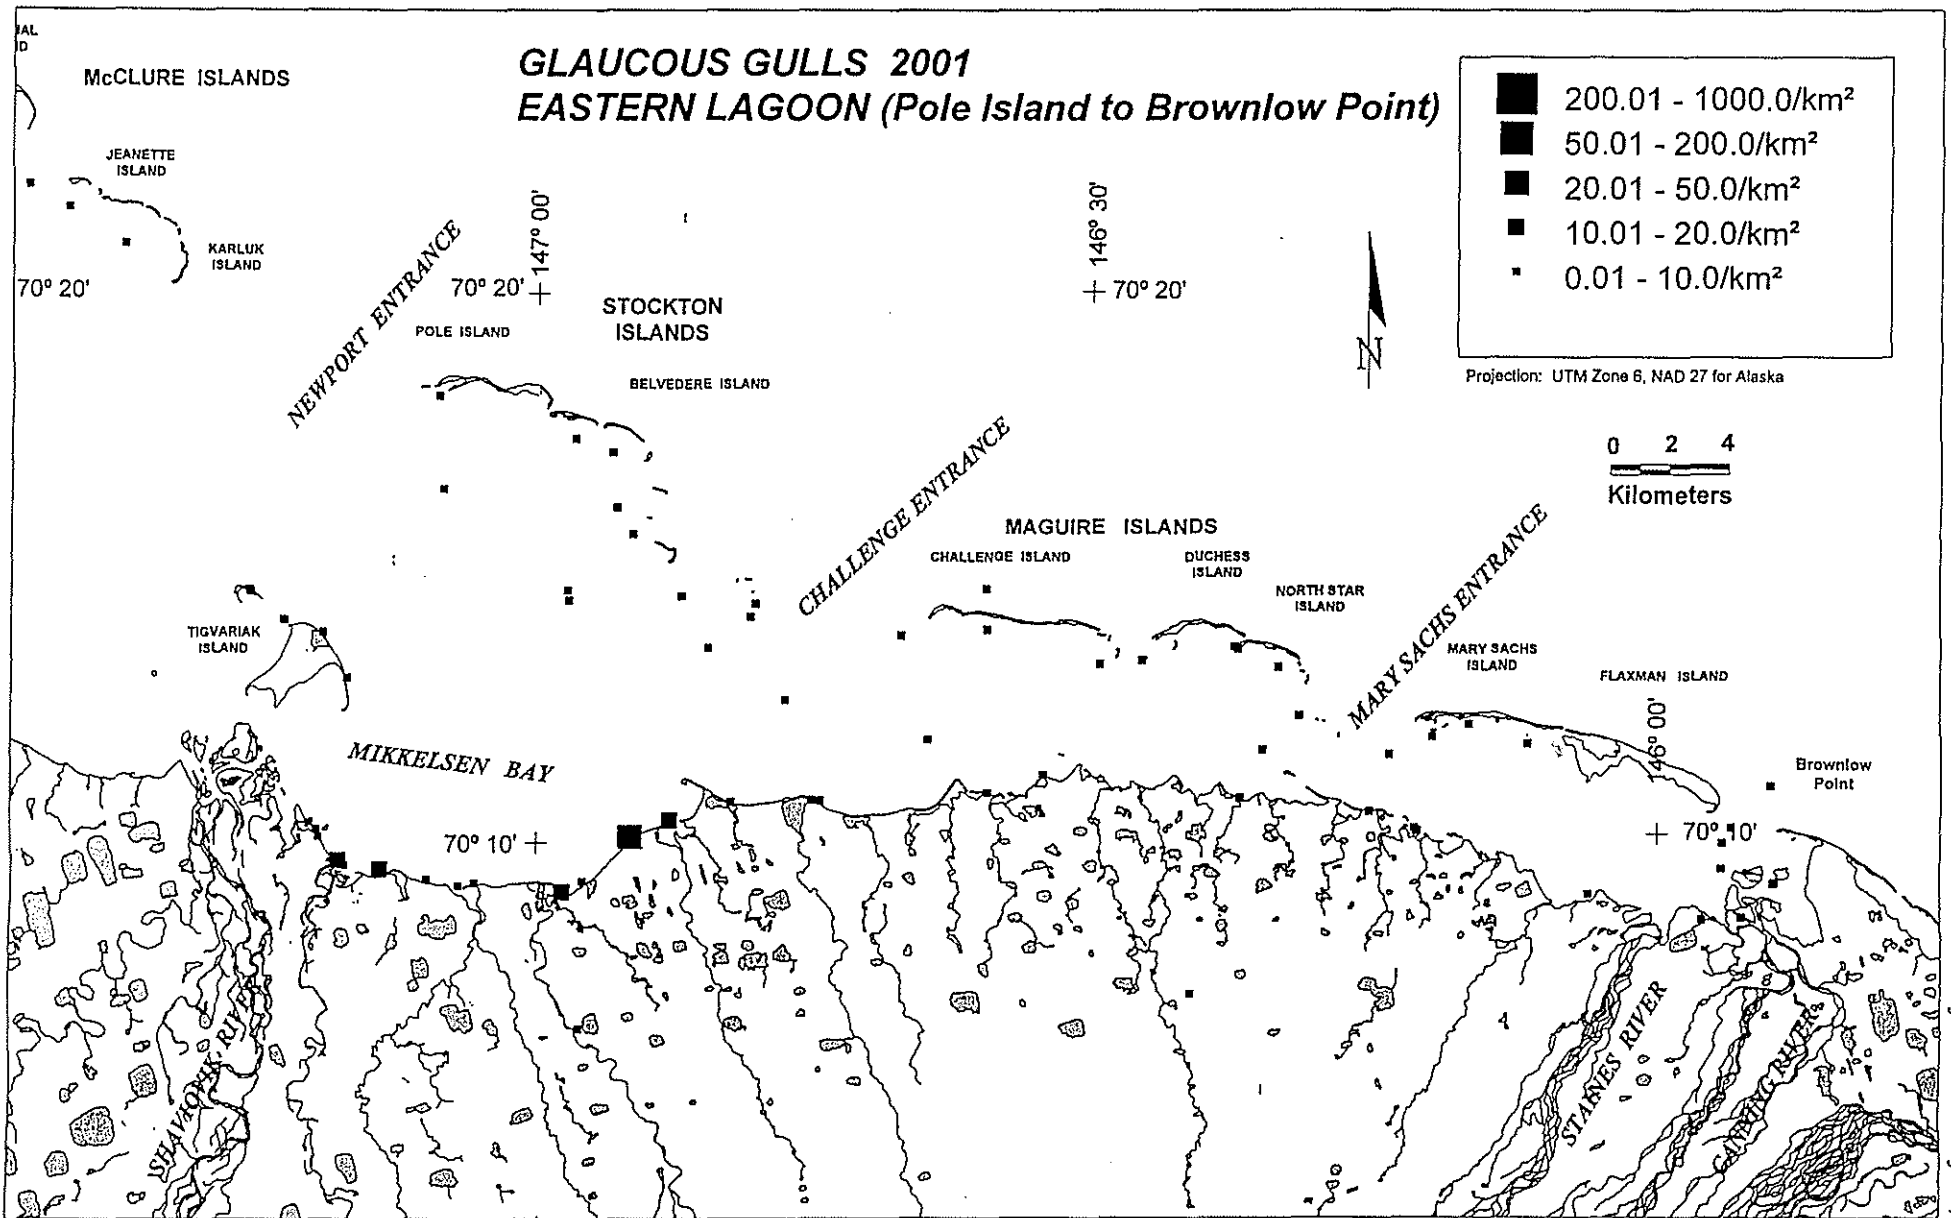 GLAUCOUS GULLS 2001
EASTERN LAGOON (Pole Island to Brownlow Point)
200.01 - 1000.0/km²
50.01 - 200.0/km²
20.01 - 50.0/km²
10.01 - 20.0/km²
0.01 - 10.0/km²
Projection: UTM Zone 6, NAD 27 for Alaska
0 2 4
Kilometers
N
McCLURE ISLANDS
JEANETTE
ISLAND
KARLUK
ISLAND
70° 20'
NEWPORT ENTRANCE
147° 00'
70° 20'
146° 30'
70° 20'
STOCKTON
ISLANDS
POLE ISLAND
BELVEDERE ISLAND
CHALLENGE ENTRANCE
MAGUIRE ISLANDS
CHALLENGE ISLAND
DUCHESS
ISLAND
NORTH STAR
ISLAND
MARY SACHS ENTRANCE
MARY SACHS
ISLAND
FLAXMAN ISLAND
146° 00'
TIGVARIAK
ISLAND
MIKKELSEN BAY
Brownlow
Point
70° 10'
70° 10'
SHAVIOVIK RIVER
STAINES RIVER
CANNING RIVER